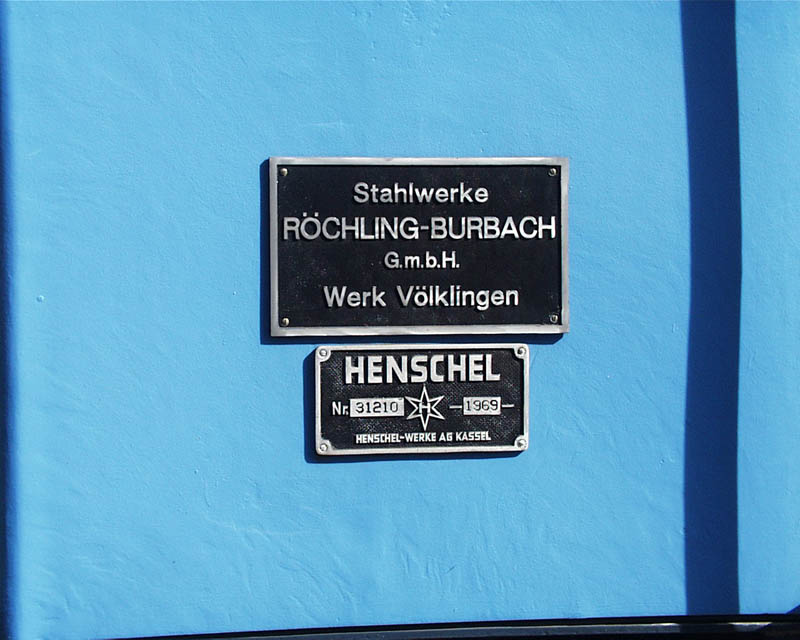 Stahlwerke
RÖCHLING-BURBACH
G.m.b.H.
Werk Völklingen
HENSCHEL
Nr. 31210 H -1969-
HENSCHEL-WERKE AG KASSEL